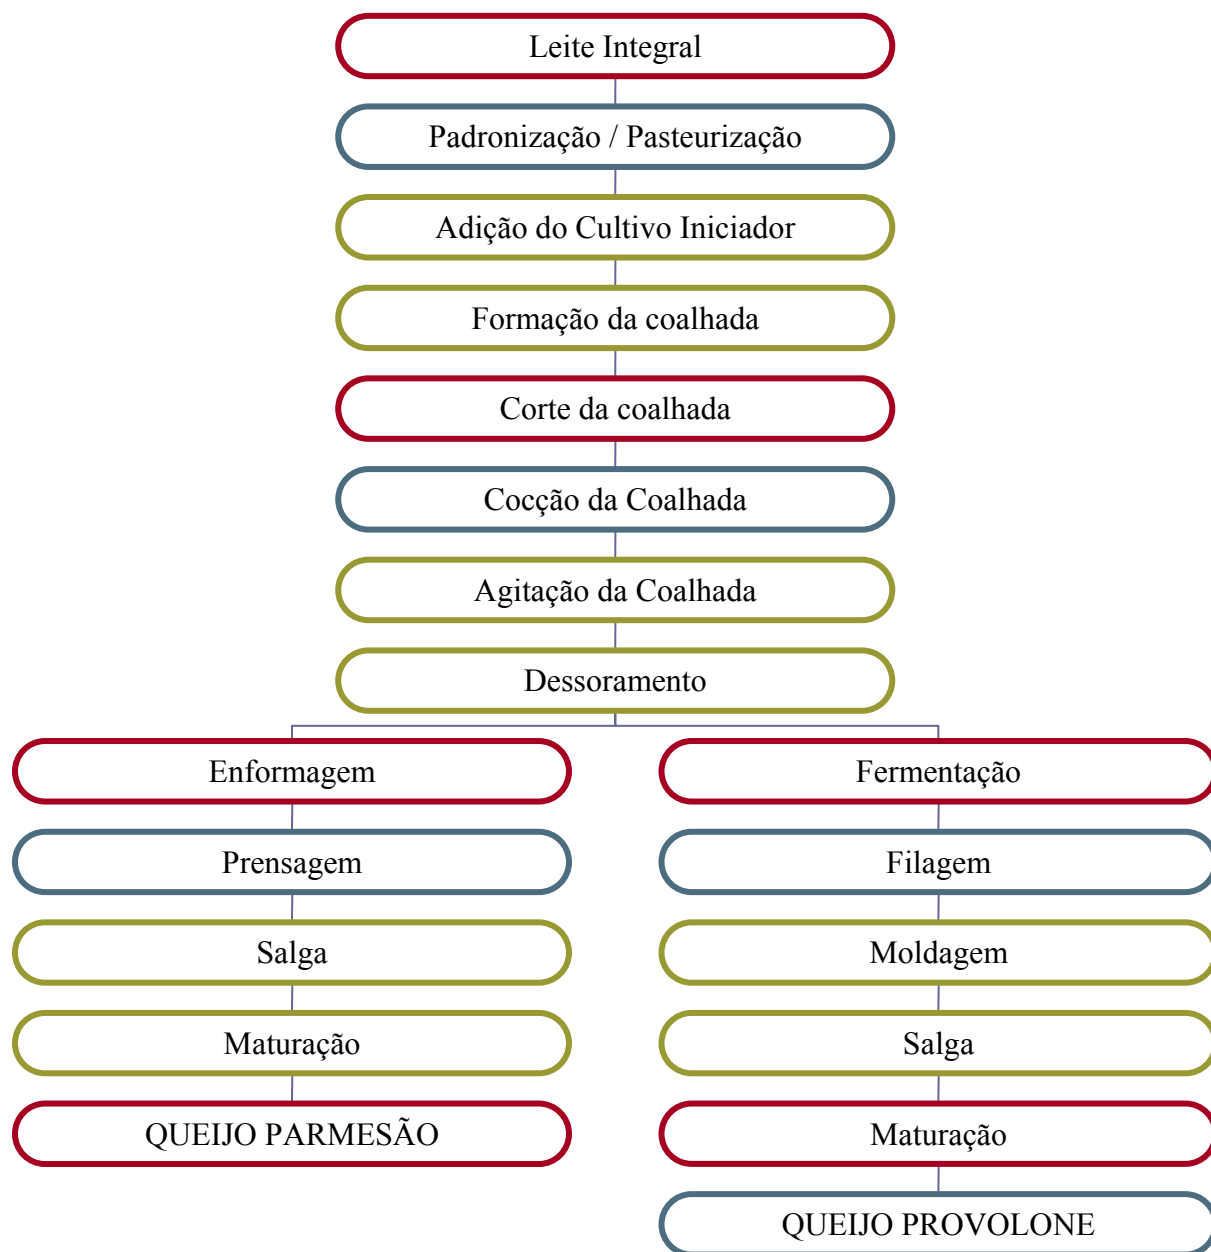 Leite Integral
Padronização / Pasteurização
Adição do Cultivo Iniciador
Formação da coalhada
Corte da coalhada
Cocção da Coalhada
Agitação da Coalhada
Dessoramento
Enformagem
Prensagem
Salga
Maturação
QUEIJO PARMESÃO
Fermentação
Filagem
Moldagem
Salga
Maturação
QUEIJO PROVOLONE